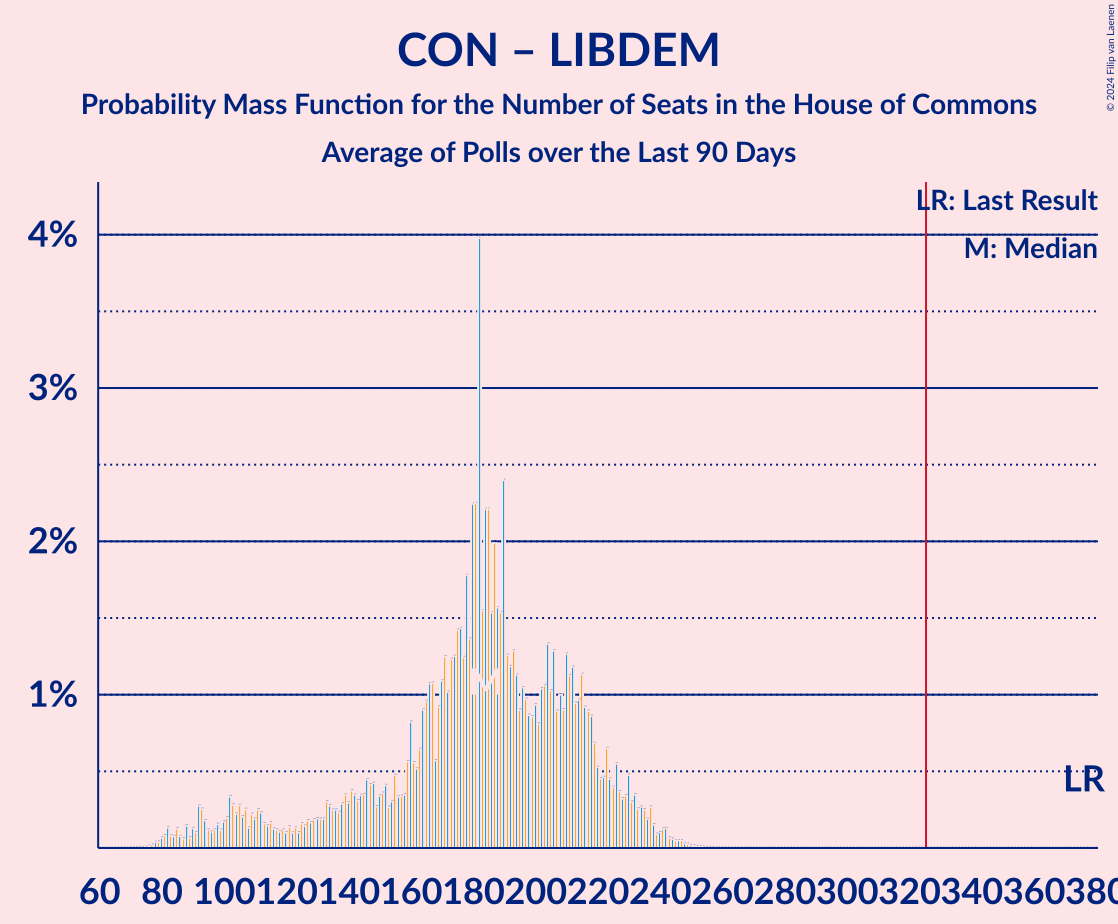 CON – LIBDEM
Probability Mass Function for the Number of Seats in the House of Commons
Average of Polls over the Last 90 Days
© 2024 Filip van Laenen
LR: Last Result
M: Median
4%
3%
2%
1%
M
LR
60 80 100 120 140 160 180 200 220 240 260 280 300 320 340 360 380